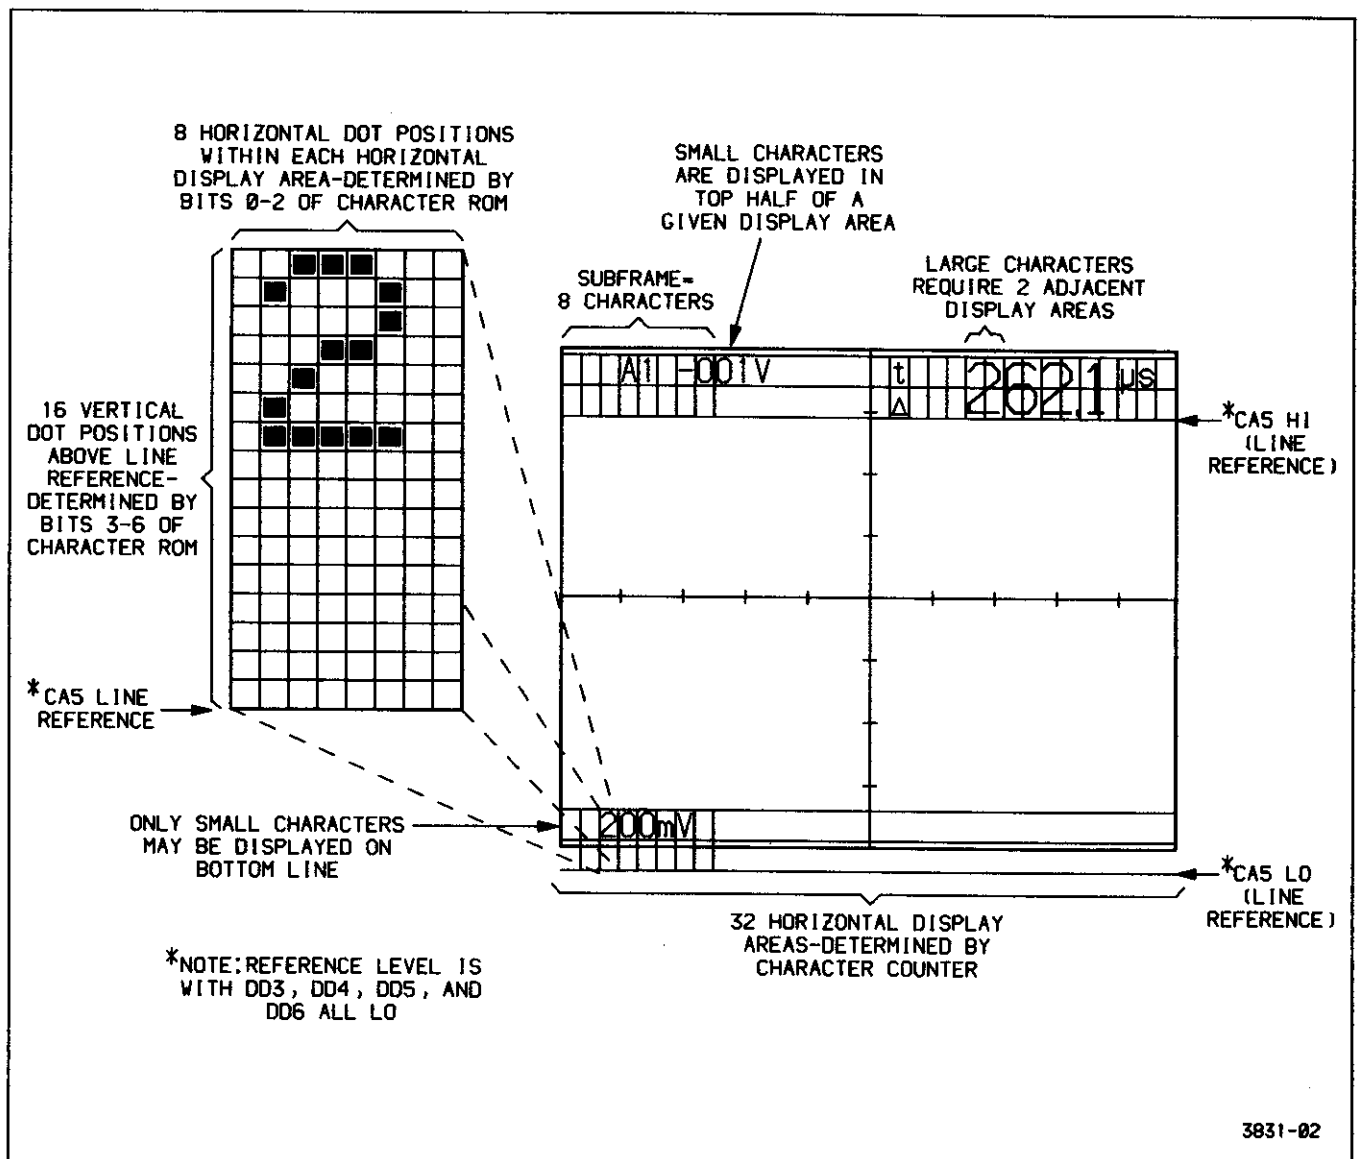 8 HORIZONTAL DOT POSITIONS
WITHIN EACH HORIZONTAL
DISPLAY AREA-DETERMINED BY
BITS 0-2 OF CHARACTER ROM
SMALL CHARACTERS
ARE DISPLAYED IN
TOP HALF OF A
GIVEN DISPLAY AREA
SUBFRAME=
8 CHARACTERS
LARGE CHARACTERS
REQUIRE 2 ADJACENT
DISPLAY AREAS
A1 -001V
t
Δ
262.1 μs
16 VERTICAL
DOT POSITIONS
ABOVE LINE
REFERENCE-
DETERMINED BY
BITS 3-6 OF
CHARACTER ROM
*CA5 HI
(LINE
REFERENCE)
*CA5 LINE
REFERENCE
ONLY SMALL CHARACTERS
MAY BE DISPLAYED ON
BOTTOM LINE
200mV
*CA5 LO
(LINE
REFERENCE)
32 HORIZONTAL DISPLAY
AREAS-DETERMINED BY
CHARACTER COUNTER
*NOTE:REFERENCE LEVEL IS
WITH DD3, DD4, DD5, AND
DD6 ALL LO
3831-02